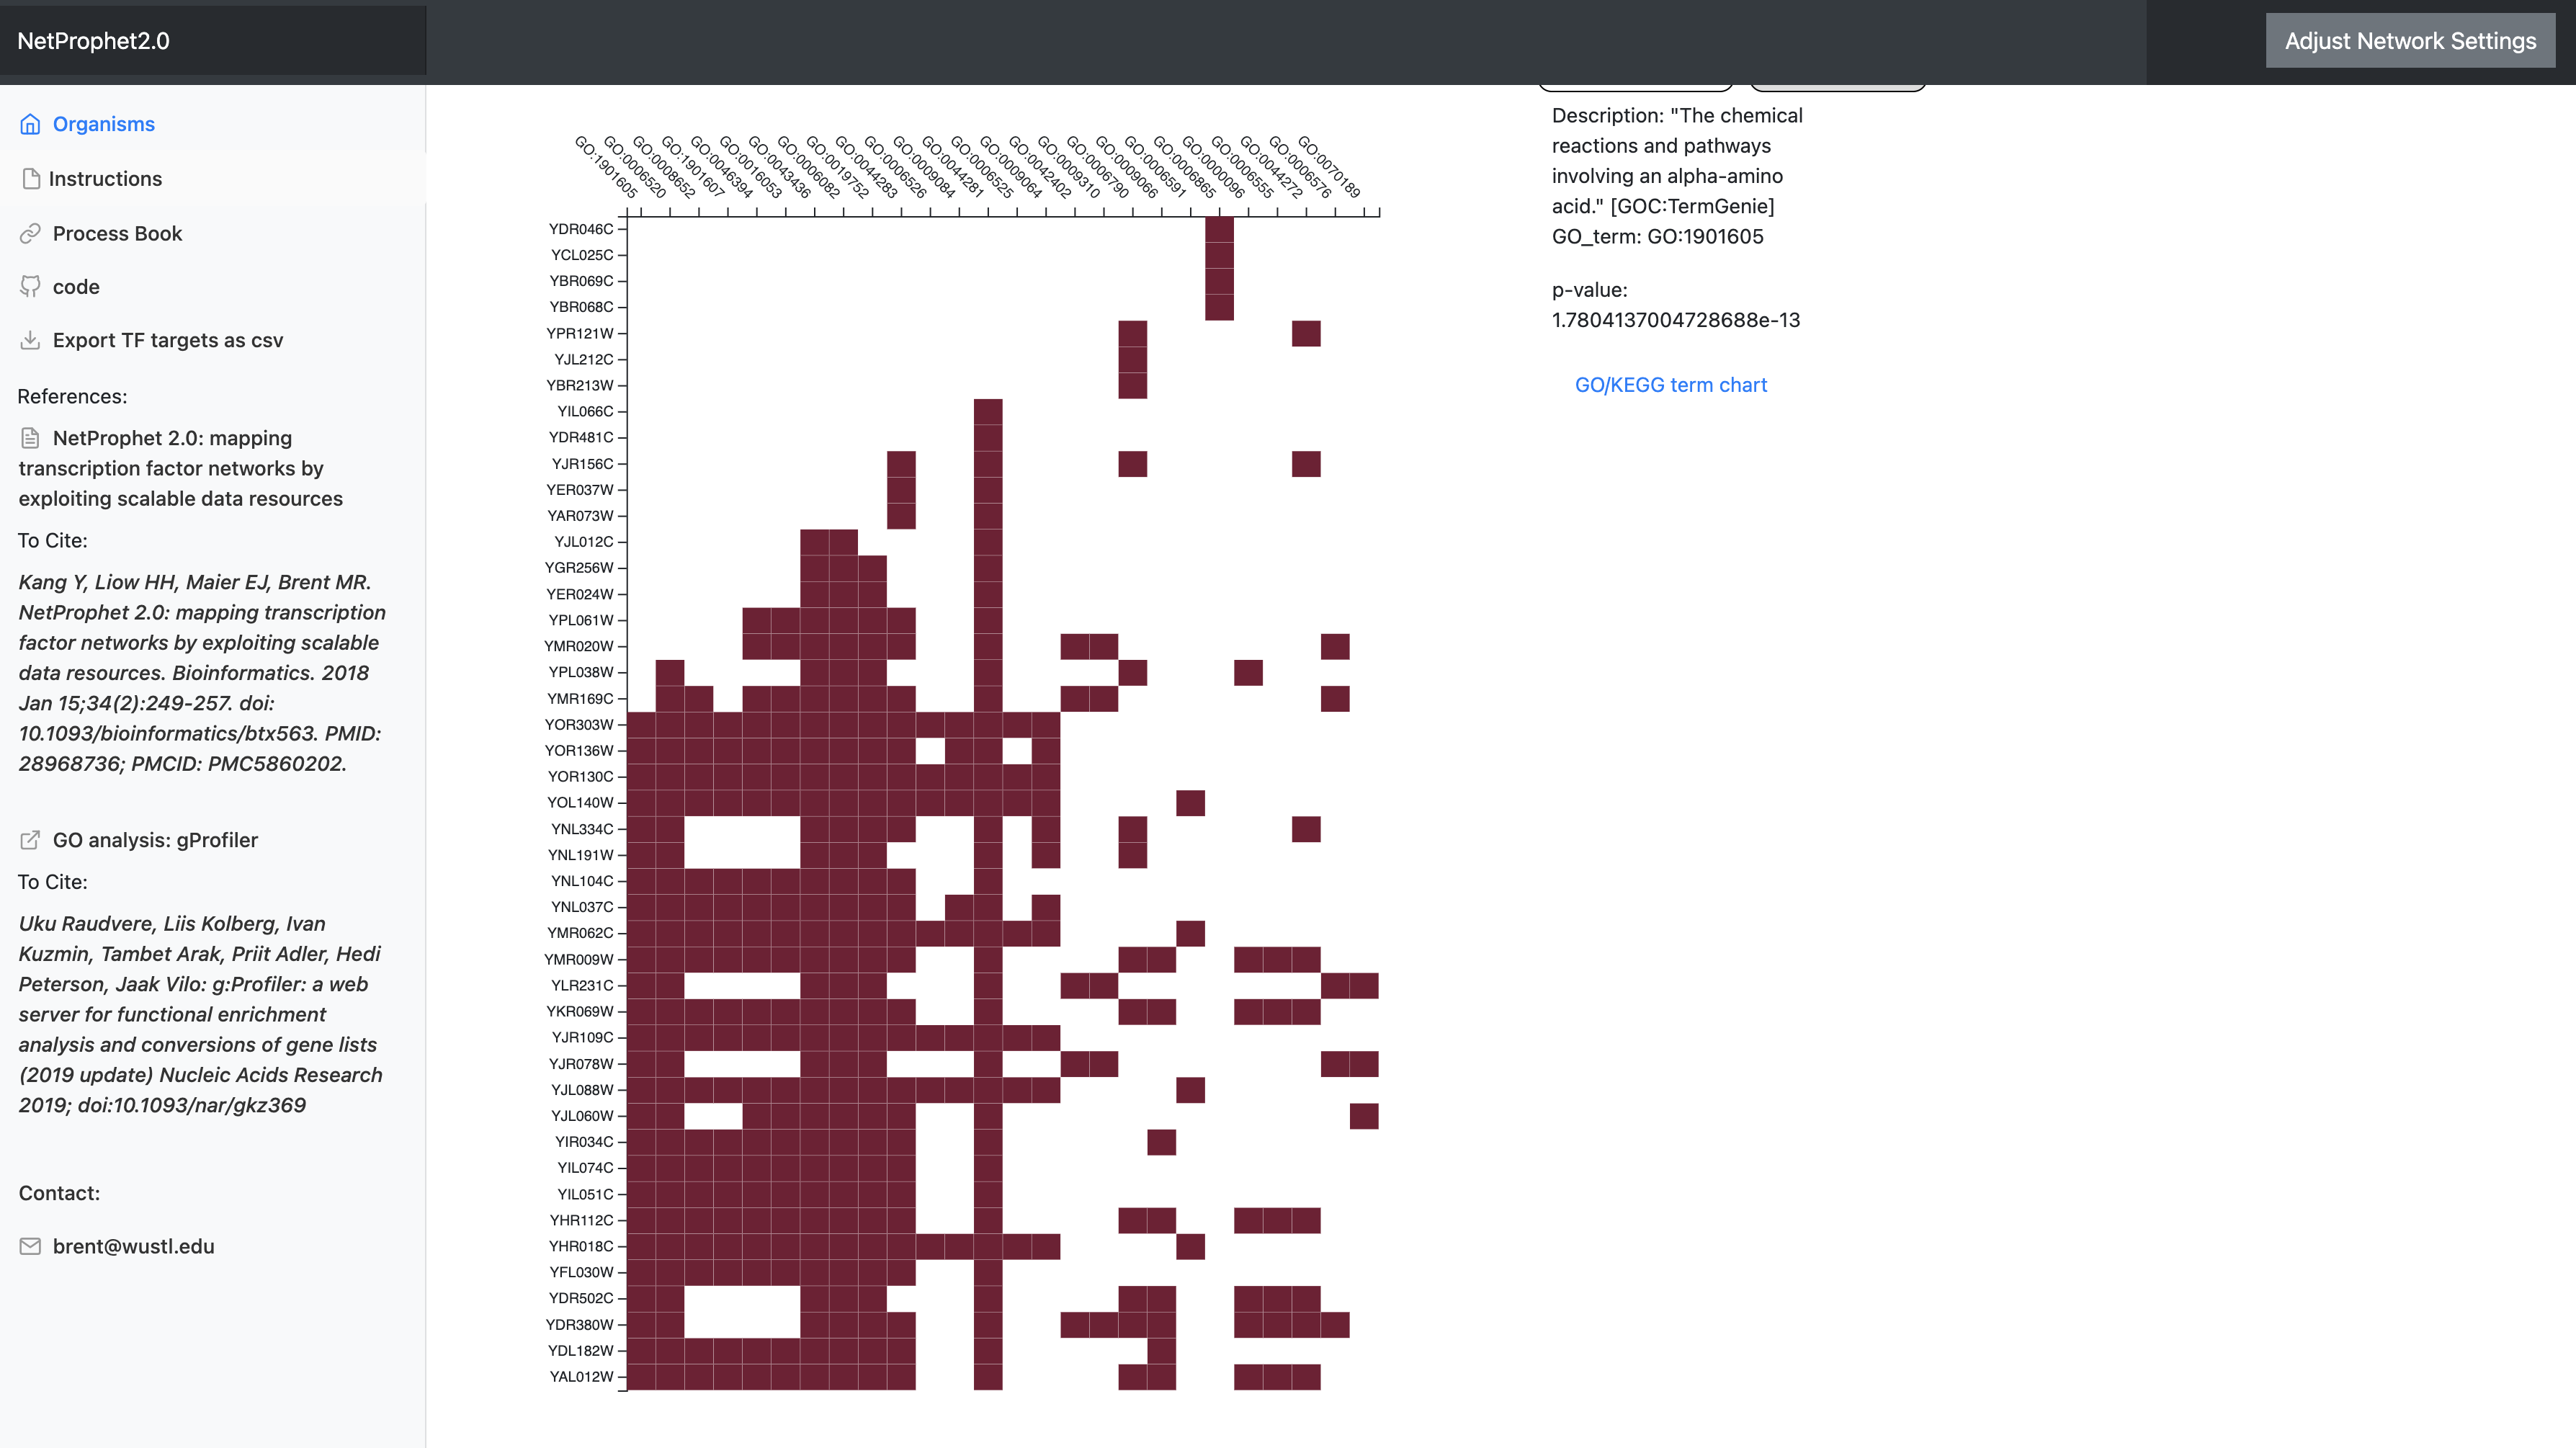 NetProphet2.0
Adjust Network Settings
Organisms
Instructions
Process Book
code
Export TF targets as csv
References:
NetProphet 2.0: mapping
transcription factor networks by
exploiting scalable data resources
To Cite:
Kang Y, Liow HH, Maier EJ, Brent MR.
NetProphet 2.0: mapping transcription
factor networks by exploiting scalable
data resources. Bioinformatics. 2018
Jan 15;34(2):249-257. doi:
10.1093/bioinformatics/btx563. PMID:
28968736; PMCID: PMC5860202.
GO analysis: gProfiler
To Cite:
Uku Raudvere, Liis Kolberg, Ivan
Kuzmin, Tambet Arak, Priit Adler, Hedi
Peterson, Jaak Vilo: g:Profiler: a web
server for functional enrichment
analysis and conversions of gene lists
(2019 update) Nucleic Acids Research
2019; doi:10.1093/nar/gkz369
Contact:
brent@wustl.edu
GO:1901605
GO:0006520
GO:0008652
GO:1901607
GO:0046394
GO:0016053
GO:0043436
GO:0006082
GO:0019752
GO:0044283
GO:0006526
GO:0009084
GO:0044281
GO:0006525
GO:0009064
GO:0042402
GO:0009310
GO:0006790
GO:0009066
GO:0006591
GO:0006865
GO:0000096
GO:0006555
GO:0044272
GO:0006576
GO:0070189
YDR046C
YCL025C
YBR069C
YBR068C
YPR121W
YJL212C
YBR213W
YIL066C
YDR481C
YJR156C
YER037W
YAR073W
YJL012C
YGR256W
YER024W
YPL061W
YMR020W
YPL038W
YMR169C
YOR303W
YOR136W
YOR130C
YOL140W
YNL334C
YNL191W
YNL104C
YNL037C
YMR062C
YMR009W
YLR231C
YKR069W
YJR109C
YJR078W
YJL088W
YJL060W
YIR034C
YIL074C
YIL051C
YHR112C
YHR018C
YFL030W
YDR502C
YDR380W
YDL182W
YAL012W
Description: "The chemical
reactions and pathways
involving an alpha-amino
acid." [GOC:TermGenie]
GO_term: GO:1901605
p-value:
1.7804137004728688e-13
GO/KEGG term chart